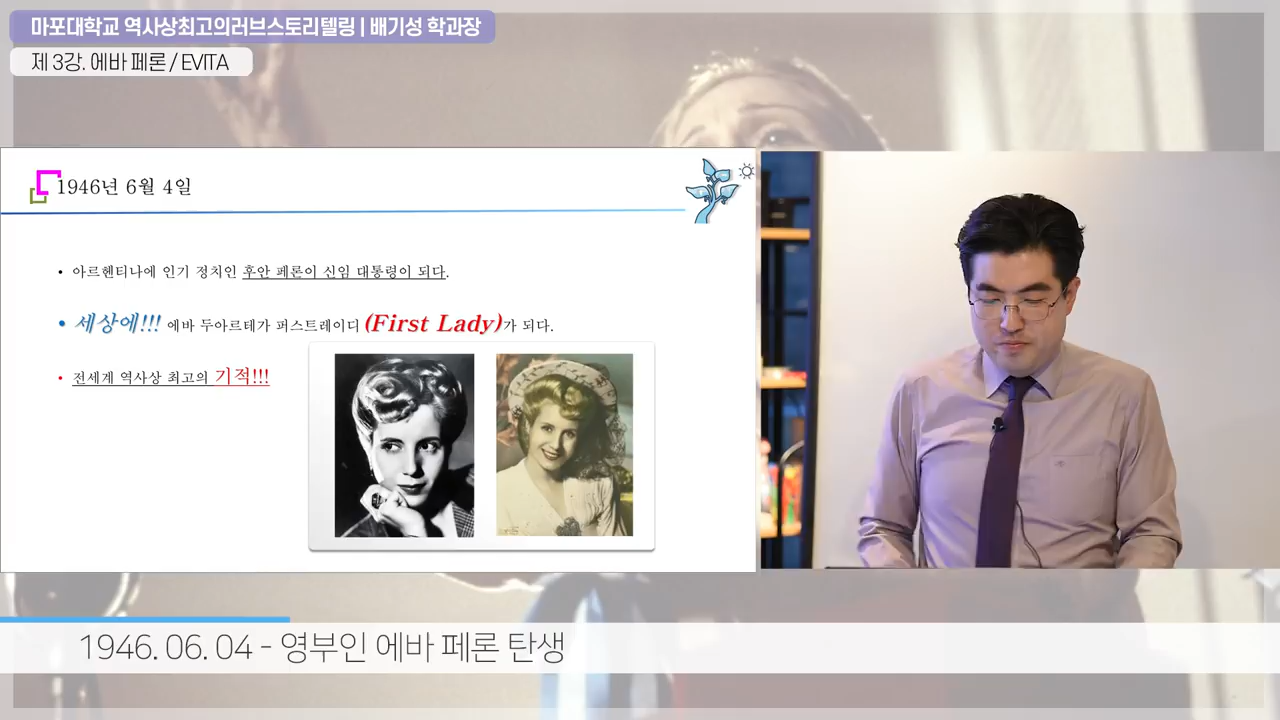 마포대학교 역사상최고의러브스토리텔링 | 배기성 학과장
제 3강. 에바 페론 / EVITA
1946년 6월 4일
• 아르헨티나에 인기 정치인 후안 페론이 신임 대통령이 되다.
• 세상에!!! 에바 두아르테가 퍼스트레이디 (First Lady)가 되다.
• 전세계 역사상 최고의 기적!!!
1946. 06. 04 - 영부인 에바 페론 탄생